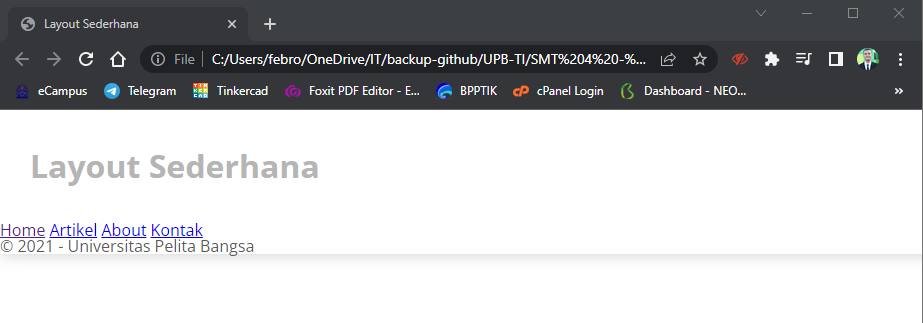 Layout Sederhana
File C:/Users/febro/OneDrive/IT/backup-github/UPB-TI/SMT%204%20-%...
eCampus Telegram Tinkercad Foxit PDF Editor - E... BPPTIK cPanel Login Dashboard - NEO... »
Layout Sederhana
Home Artikel About Kontak
© 2021 - Universitas Pelita Bangsa